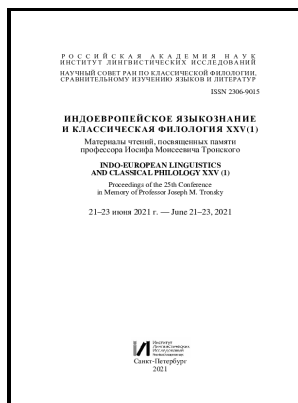 РОССИЙСКАЯ АКАДЕМИЯ НАУК
ИНСТИТУТ ЛИНГВИСТИЧЕСКИХ ИССЛЕДОВАНИЙ
НАУЧНЫЙ СОВЕТ РАН ПО КЛАССИЧЕСКОЙ ФИЛОЛОГИИ,
СРАВНИТЕЛЬНОМУ ИЗУЧЕНИЮ ЯЗЫКОВ И ЛИТЕРАТУР
ISSN 2306-9015
ИНДОЕВРОПЕЙСКОЕ ЯЗЫКОЗНАНИЕ
И КЛАССИЧЕСКАЯ ФИЛОЛОГИЯ XXV(1)
Материалы чтений, посвященных памяти
профессора Иосифа Моисеевича Тронского
INDO-EUROPEAN LINGUISTICS
AND CLASSICAL PHILOLOGY XXV (1)
Proceedings of the 25th Conference
in Memory of Professor Joseph M. Tronsky
21–23 июня 2021 г. — June 21–23, 2021
Институт
Лингвистических
Исследований
Санкт-Петербург
2021